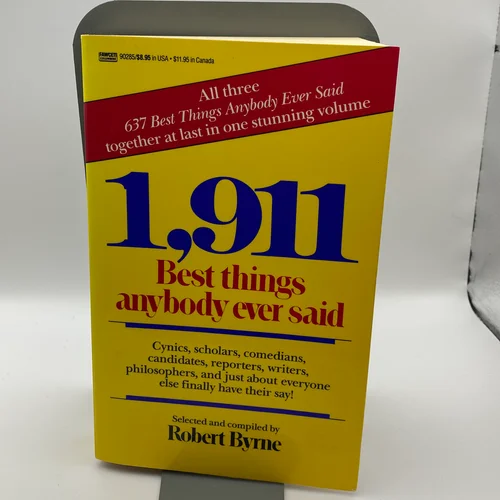 FAWCETT
90285/$8.95 in USA • $11.95 in Canada
All three
637 Best Things Anybody Ever Said
together at last in one stunning volume
1,911
Best things
anybody ever said
Cynics, scholars, comedians,
candidates, reporters, writers,
philosophers, and just about everyone
else finally have their say!
Selected and compiled by
Robert Byrne